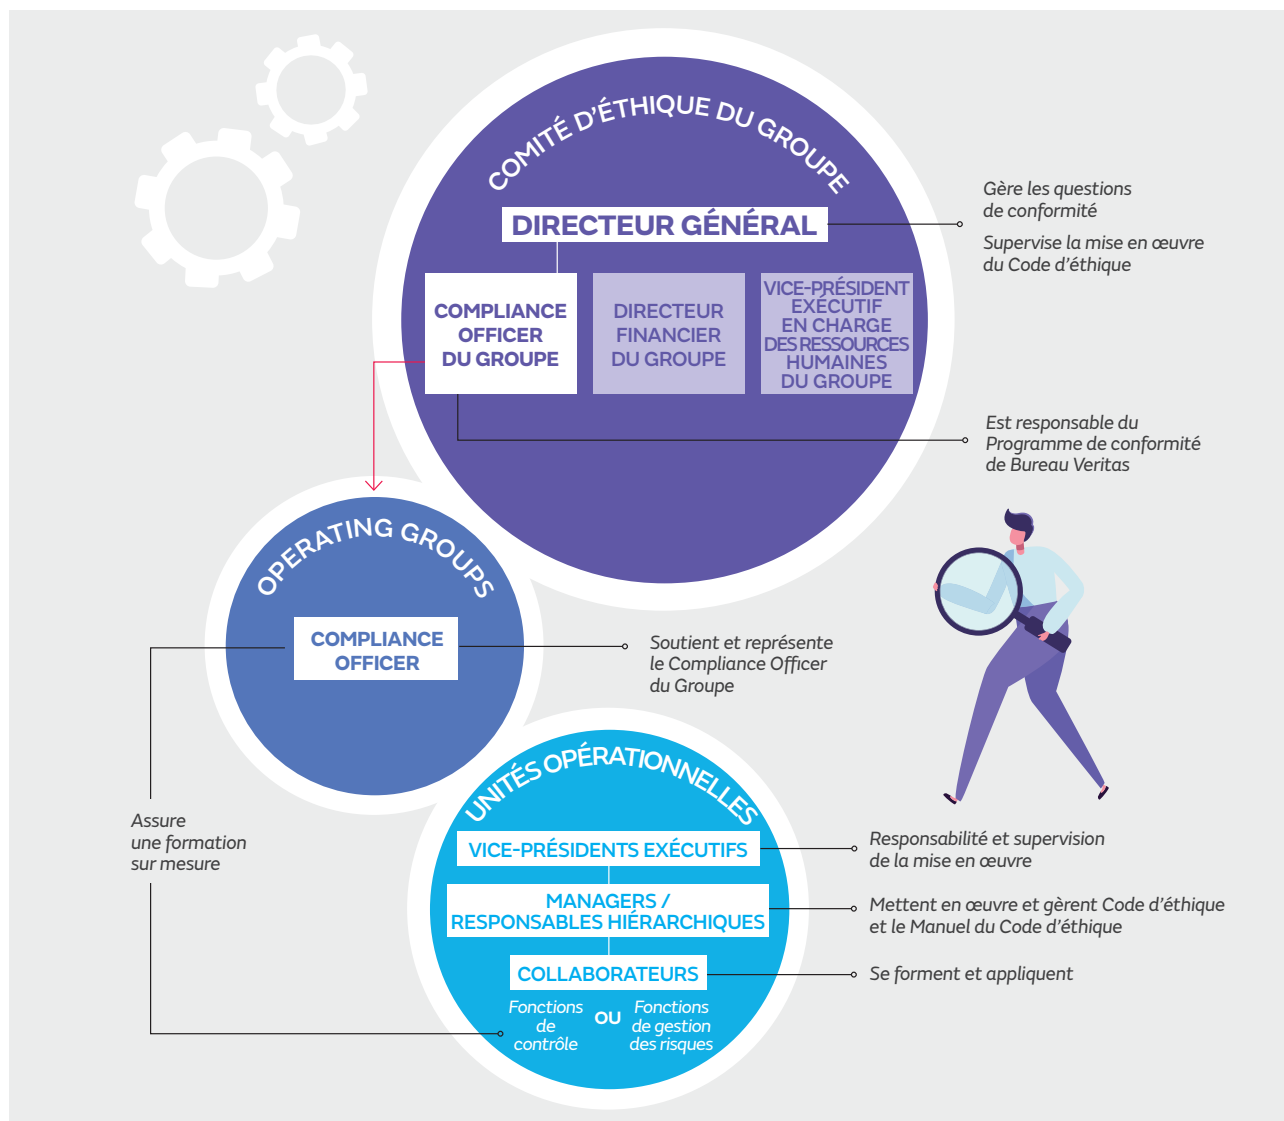 COMITÉ D'ÉTHIQUE DU GROUPE
DIRECTEUR GÉNÉRAL
Gère les questions
de conformité
Supervise la mise en œuvre
du Code d'éthique
COMPLIANCE
OFFICER
DU GROUPE
DIRECTEUR
FINANCIER
DU GROUPE
VICE-PRÉSIDENT
EXÉCUTIF
EN CHARGE
DES RESSOURCES
HUMAINES
DU GROUPE
Est responsable du
Programme de conformité
de Bureau Veritas
OPERATING GROUPS
COMPLIANCE
OFFICER
Soutient et représente
le Compliance Officer
du Groupe
Assure
une formation
sur mesure
UNITÉS OPÉRATIONNELLES
VICE-PRÉSIDENTS EXÉCUTIFS
Responsabilité et supervision
de la mise en œuvre
MANAGERS /
RESPONSABLES HIÉRARCHIQUES
Mettent en œuvre et gèrent Code d'éthique
et le Manuel du Code d'éthique
COLLABORATEURS
Se forment et appliquent
Fonctions
de
contrôle
OU
Fonctions
de gestion
des risques